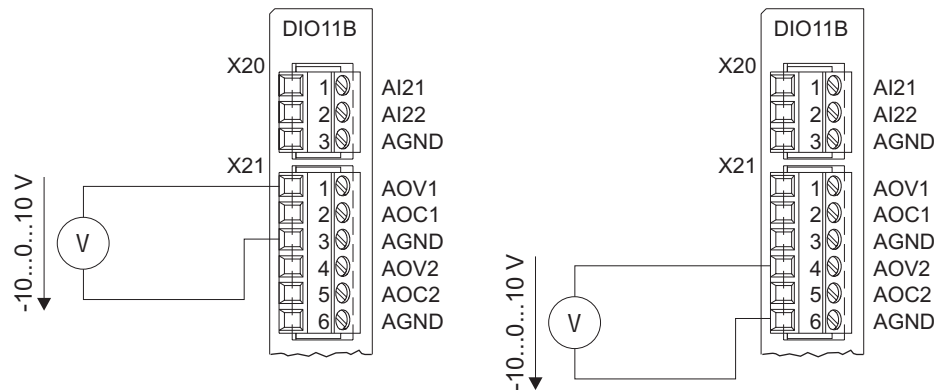 DIO11B
X20
1 AI21
2 AI22
3 AGND
X21
1 AOV1
2 AOC1
3 AGND
4 AOV2
5 AOC2
6 AGND
-10...0...10 V
V
DIO11B
X20
1 AI21
2 AI22
3 AGND
X21
1 AOV1
2 AOC1
3 AGND
4 AOV2
5 AOC2
6 AGND
-10...0...10 V
V